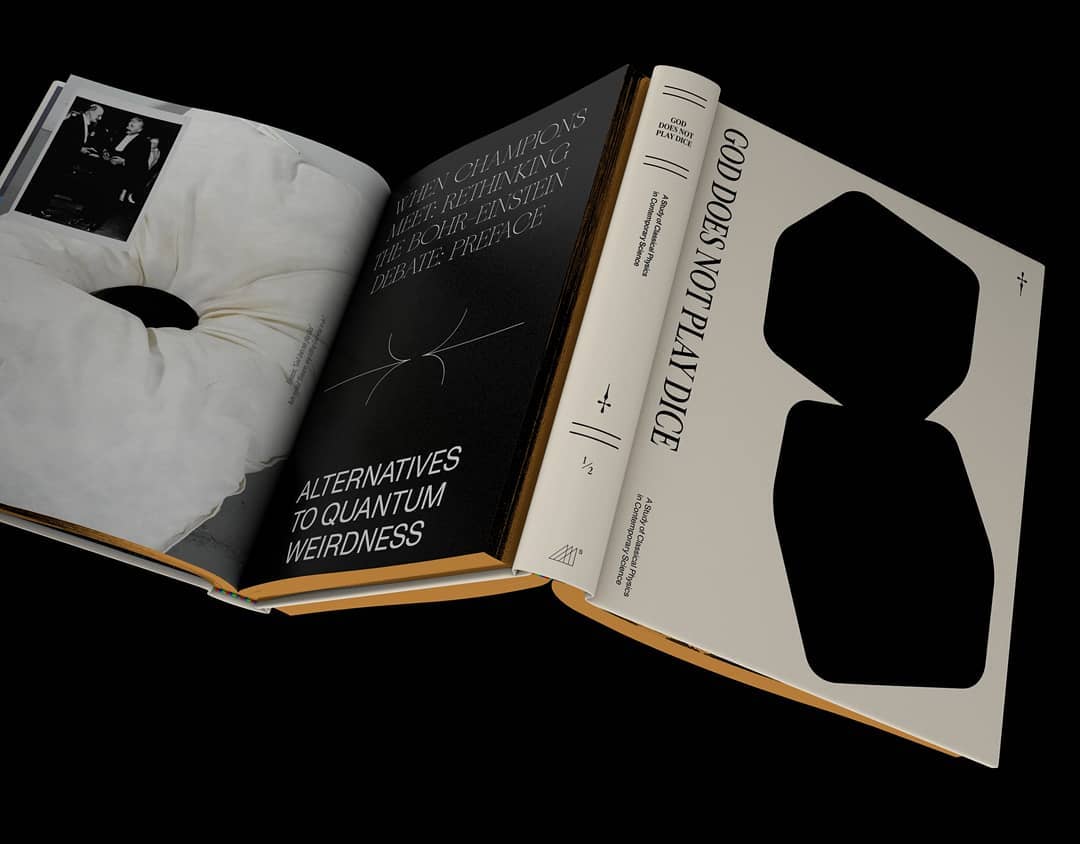 WHEN CHAMPIONS
MEET: RETHINKING
THE BOHR–EINSTEIN
DEBATE: PREFACE
ALTERNATIVES
TO QUANTUM
WEIRDNESS
GOD
DOES NOT
PLAY DICE
A Study of Classical Physics
in Contemporary Science
1/2
GOD DOES NOT PLAY DICE
A Study of Classical Physics
in Contemporary Science